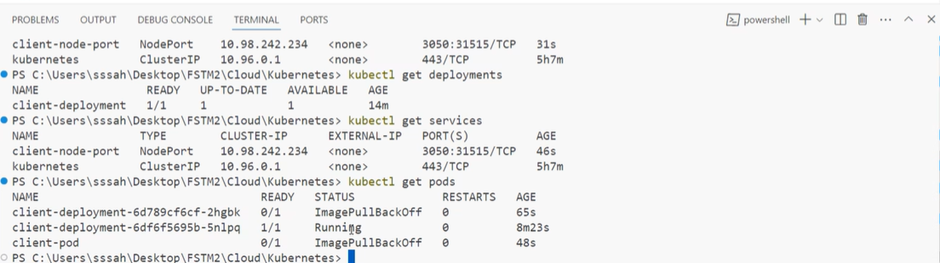 PROBLEMS OUTPUT DEBUG CONSOLE TERMINAL PORTS powershell
client-node-port NodePort 10.98.242.234 <none> 3050:31515/TCP 31s
kubernetes ClusterIP 10.96.0.1 <none> 443/TCP 5h7m
PS C:\Users\sssah\Desktop\FSTM2\Cloud\Kubernetes> kubectl get deployments
NAME READY UP-TO-DATE AVAILABLE AGE
client-deployment 1/1 1 1 14m
PS C:\Users\sssah\Desktop\FSTM2\Cloud\Kubernetes> kubectl get services
NAME TYPE CLUSTER-IP EXTERNAL-IP PORT(S) AGE
client-node-port NodePort 10.98.242.234 <none> 3050:31515/TCP 46s
kubernetes ClusterIP 10.96.0.1 <none> 443/TCP 5h7m
PS C:\Users\sssah\Desktop\FSTM2\Cloud\Kubernetes> kubectl get pods
NAME READY STATUS RESTARTS AGE
client-deployment-6d789cf6cf-2hgbk 0/1 ImagePullBackOff 0 65s
client-deployment-6df6f5695b-5nlpq 1/1 Running 0 8m23s
client-pod 0/1 ImagePullBackOff 0 48s
PS C:\Users\sssah\Desktop\FSTM2\Cloud\Kubernetes>